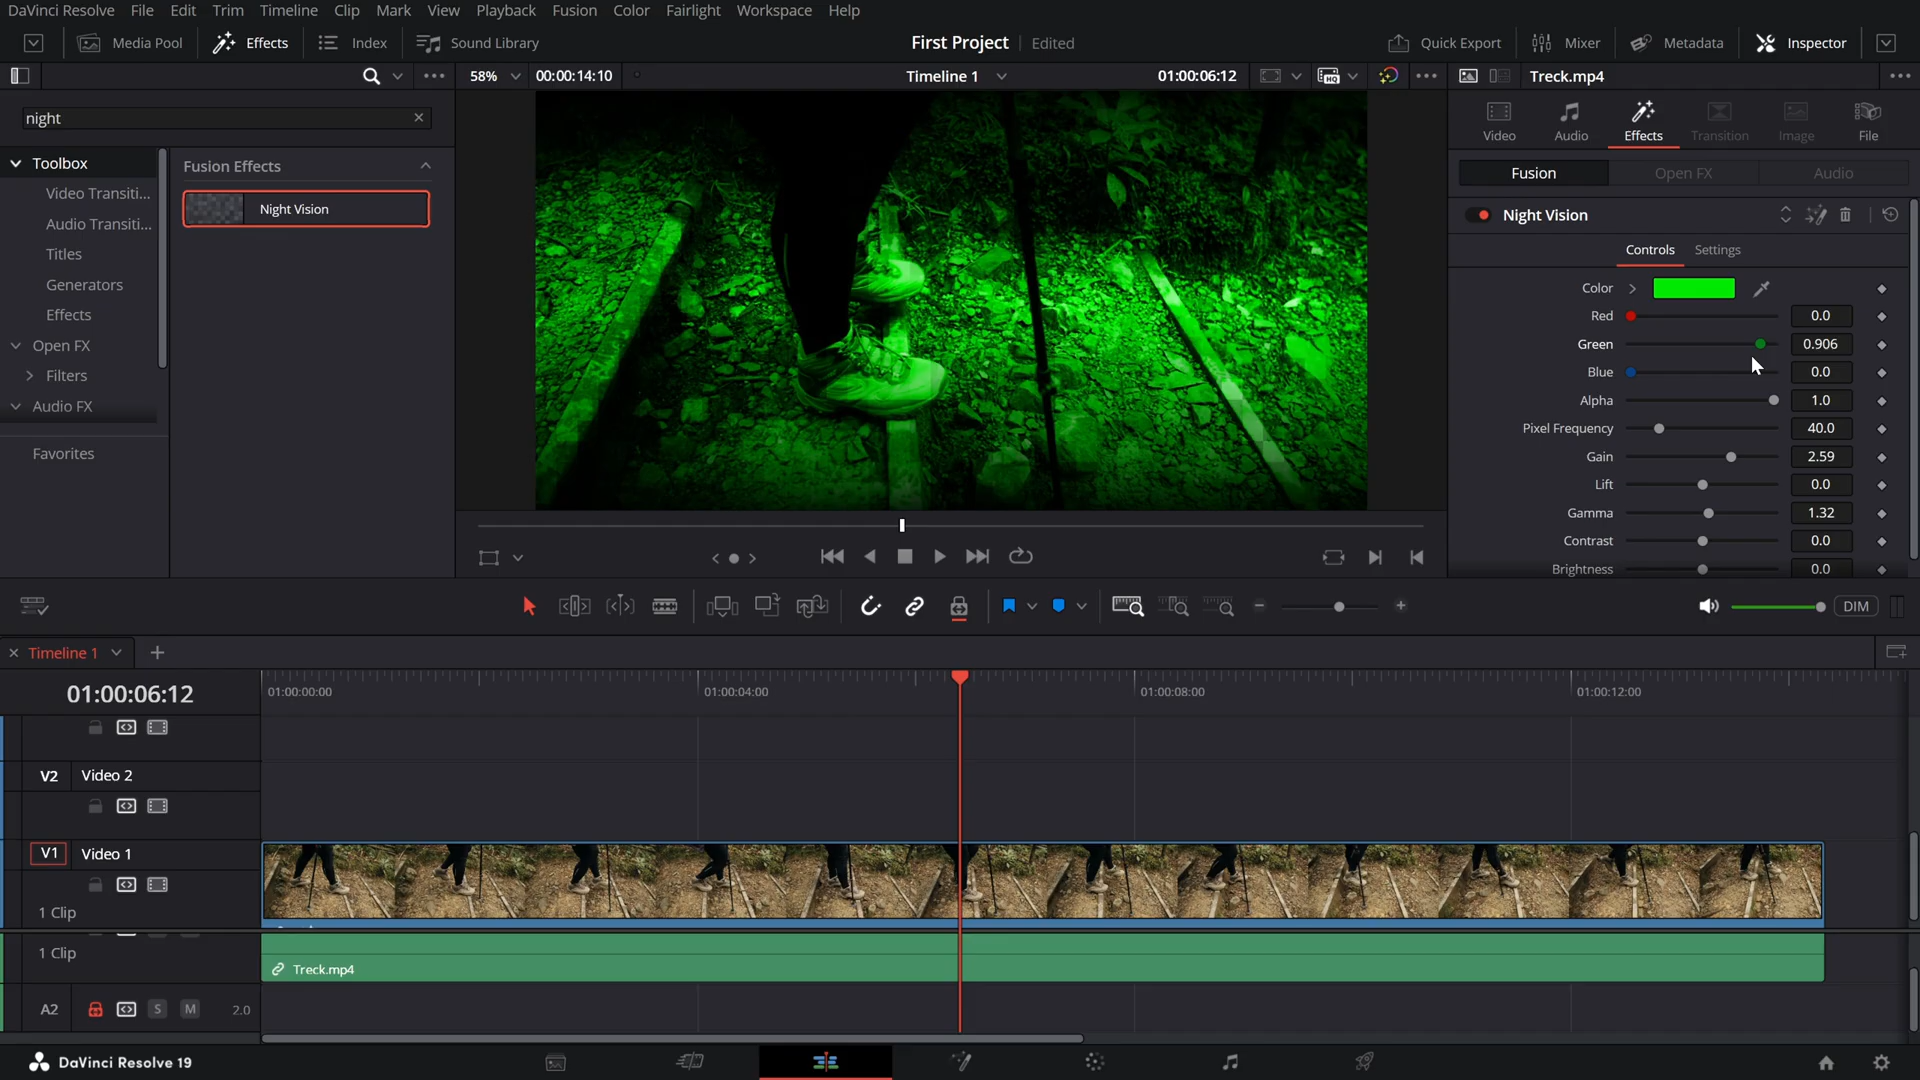 DaVinci Resolve File Edit Trim Timeline Clip Mark View Playback Fusion Color Fairlight Workspace Help
Media Pool Effects Index Sound Library First Project Edited Quick Export Mixer Metadata Inspector
58% 00:00:14:10 Timeline 1 01:00:06:12 HQ Treck.mp4
night
Video Audio Effects Transition Image File
Toolbox
Fusion Effects
Fusion Open FX Audio
Video Transiti...
Night Vision
Night Vision
Audio Transiti...
Titles
Controls Settings
Generators
Color
Effects
Red 0.0
Open FX
Green 0.906
Filters
Blue 0.0
Audio FX
Alpha 1.0
Pixel Frequency 40.0
Favorites
Gain 2.59
Lift 0.0
Gamma 1.32
Contrast 0.0
Brightness 0.0
DIM
Timeline 1
01:00:06:12
01:00:00:00 01:00:04:00 01:00:08:00 01:00:12:00
V2 Video 2
V1 Video 1
1 Clip
1 Clip
Treck.mp4
A2 S M 2.0
DaVinci Resolve 19